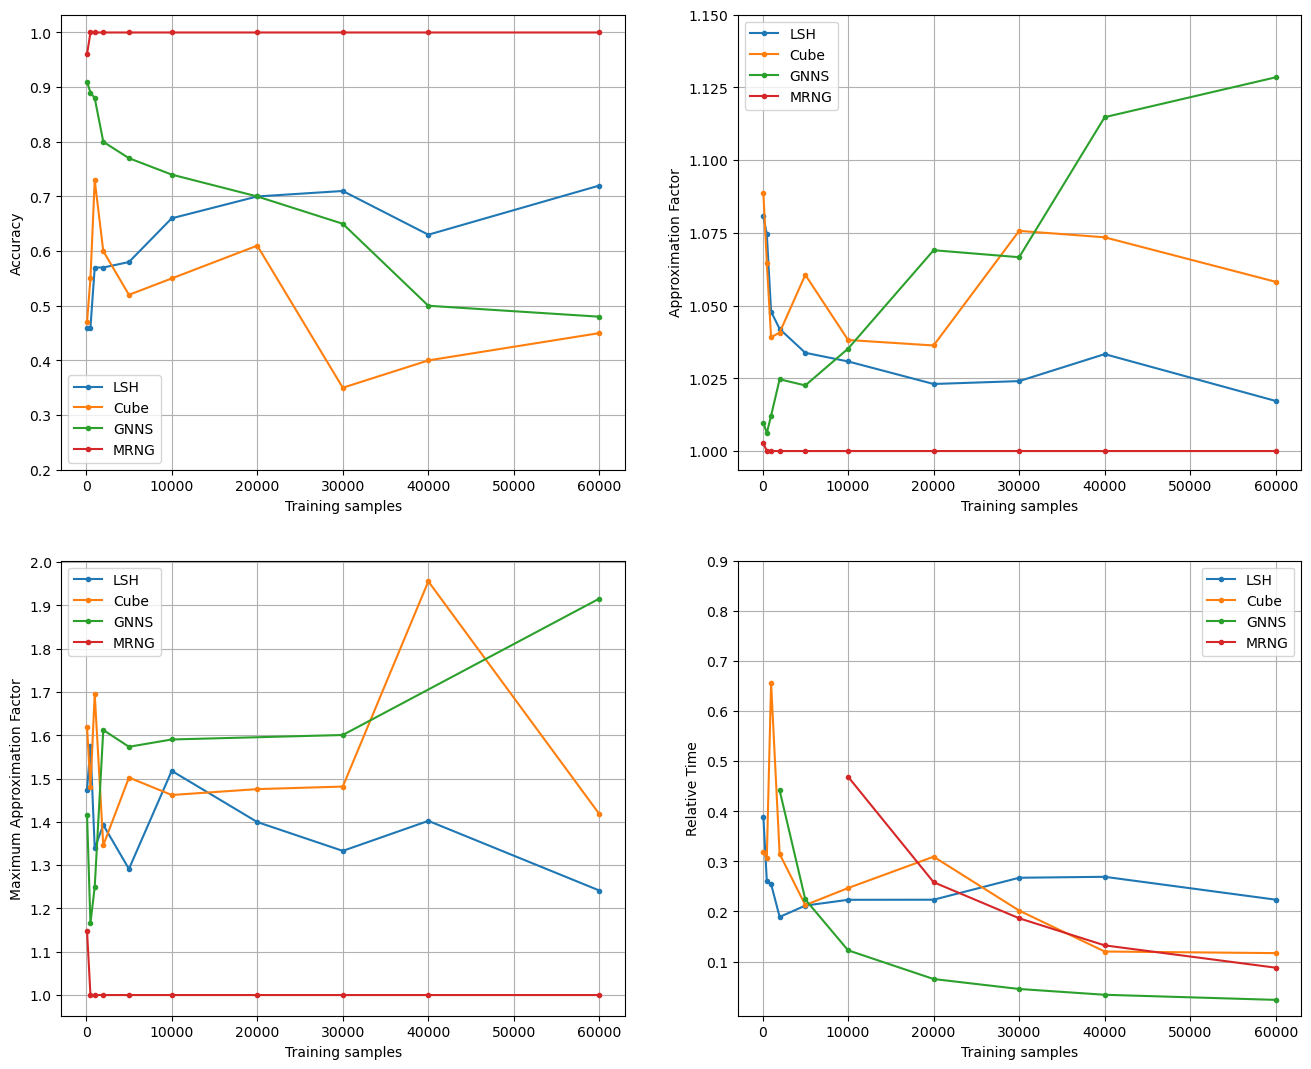 1.0
0.9
0.8
0.7
0.6
0.5
0.4
0.3
0.2
Accuracy
LSH
Cube
GNNS
MRNG
0 10000 20000 30000 40000 50000 60000
Training samples
1.150
1.125
1.100
1.075
1.050
1.025
1.000
Approximation Factor
LSH
Cube
GNNS
MRNG
0 10000 20000 30000 40000 50000 60000
Training samples
2.0
1.9
1.8
1.7
1.6
1.5
1.4
1.3
1.2
1.1
1.0
Maximum Approximation Factor
LSH
Cube
GNNS
MRNG
0 10000 20000 30000 40000 50000 60000
Training samples
0.9
0.8
0.7
0.6
0.5
0.4
0.3
0.2
0.1
Relative Time
LSH
Cube
GNNS
MRNG
0 10000 20000 30000 40000 50000 60000
Training samples